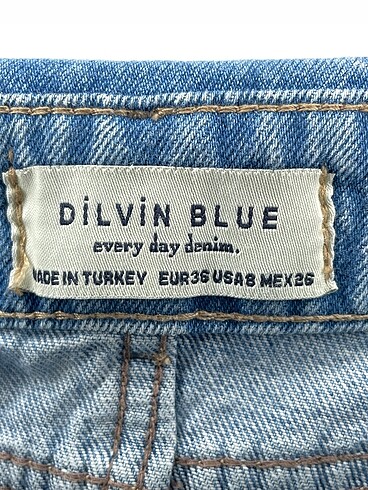 DİLVİN BLUE
every day denim.
MADE IN TURKEY EUR36 USA8 MEX26